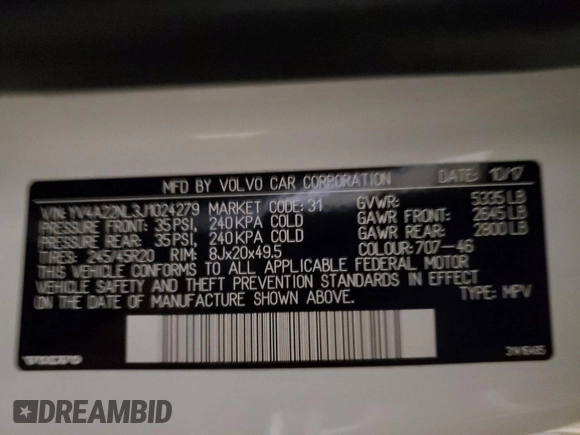 MFD BY VOLVO CAR CORPORATION DATE: 10/17
VIN: YV4A22NL3J1024279 MARKET CODE: 31 GVWR: 5335 LB
PRESSURE FRONT: 35 PSI, 240 KPA COLD GAWR FRONT: 2645 LB
PRESSURE REAR: 35 PSI, 240 KPA COLD GAWR REAR: 2800 LB
TIRES: 245/45R20 RIM: 8Jx20x49.5 COLOUR: 707-46
THIS VEHICLE CONFORMS TO ALL APPLICABLE FEDERAL MOTOR
VEHICLE SAFETY AND THEFT PREVENTION STANDARDS IN EFFECT
ON THE DATE OF MANUFACTURE SHOWN ABOVE. TYPE: MPV
VOLVO
DREAMBID